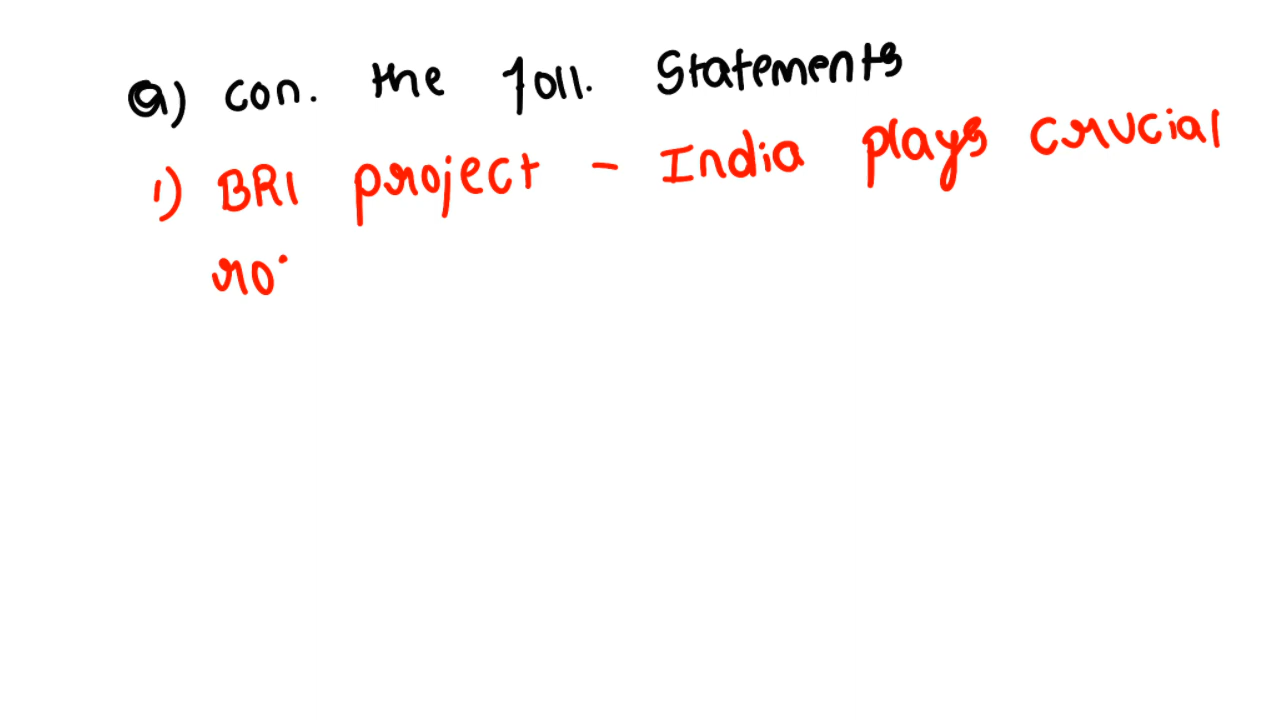 Q) con. the foll. Statements
1) BRI project - India plays crucial
ro